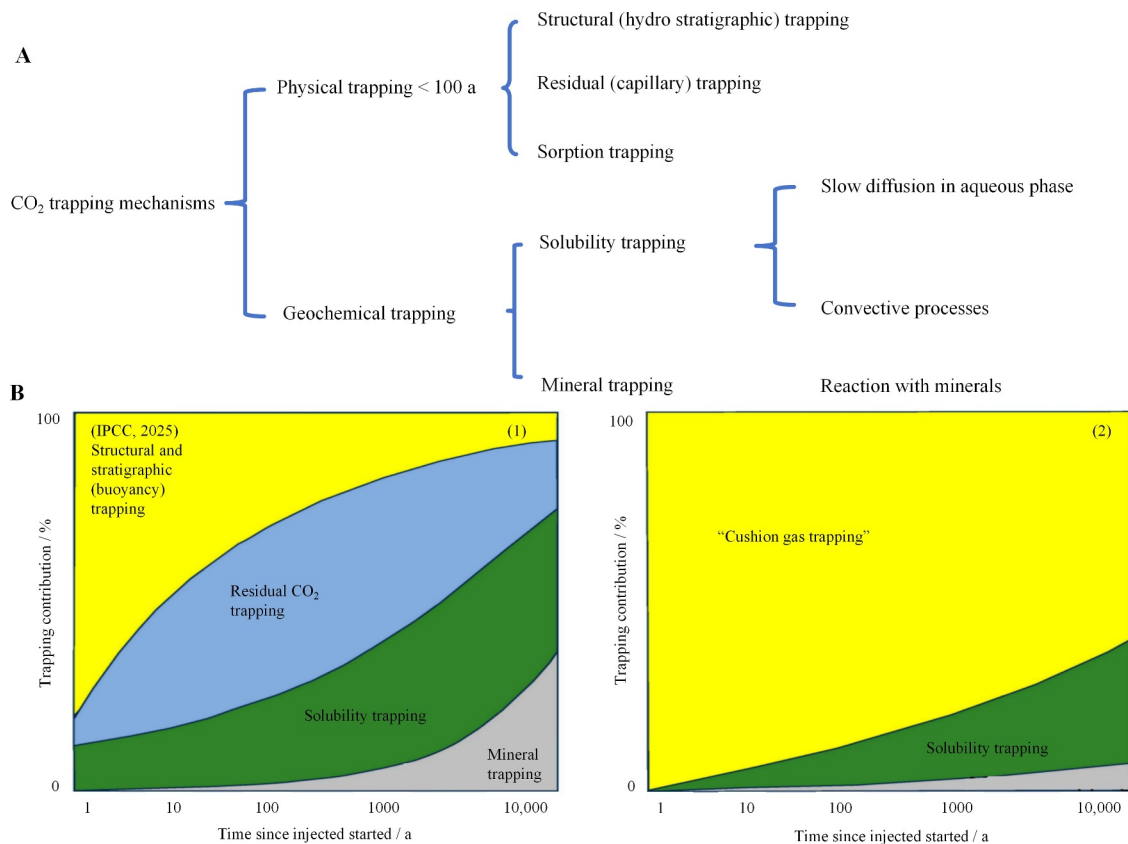 A
CO₂ trapping mechanisms
Physical trapping < 100 a
Structural (hydro stratigraphic) trapping
Residual (capillary) trapping
Sorption trapping
Geochemical trapping
Solubility trapping
Slow diffusion in aqueous phase
Convective processes
Mineral trapping
Reaction with minerals
B
100
0
Trapping contribution / %
(IPCC, 2025)
Structural and
stratigraphic
(buoyancy)
trapping
(1)
Residual CO₂
trapping
Solubility trapping
Mineral
trapping
1
10
100
1000
10,000
Time since injected started / a
100
0
Trapping contribution / %
(2)
“Cushion gas trapping”
Solubility trapping
1
10
100
1000
10,000
Time since injected started / a